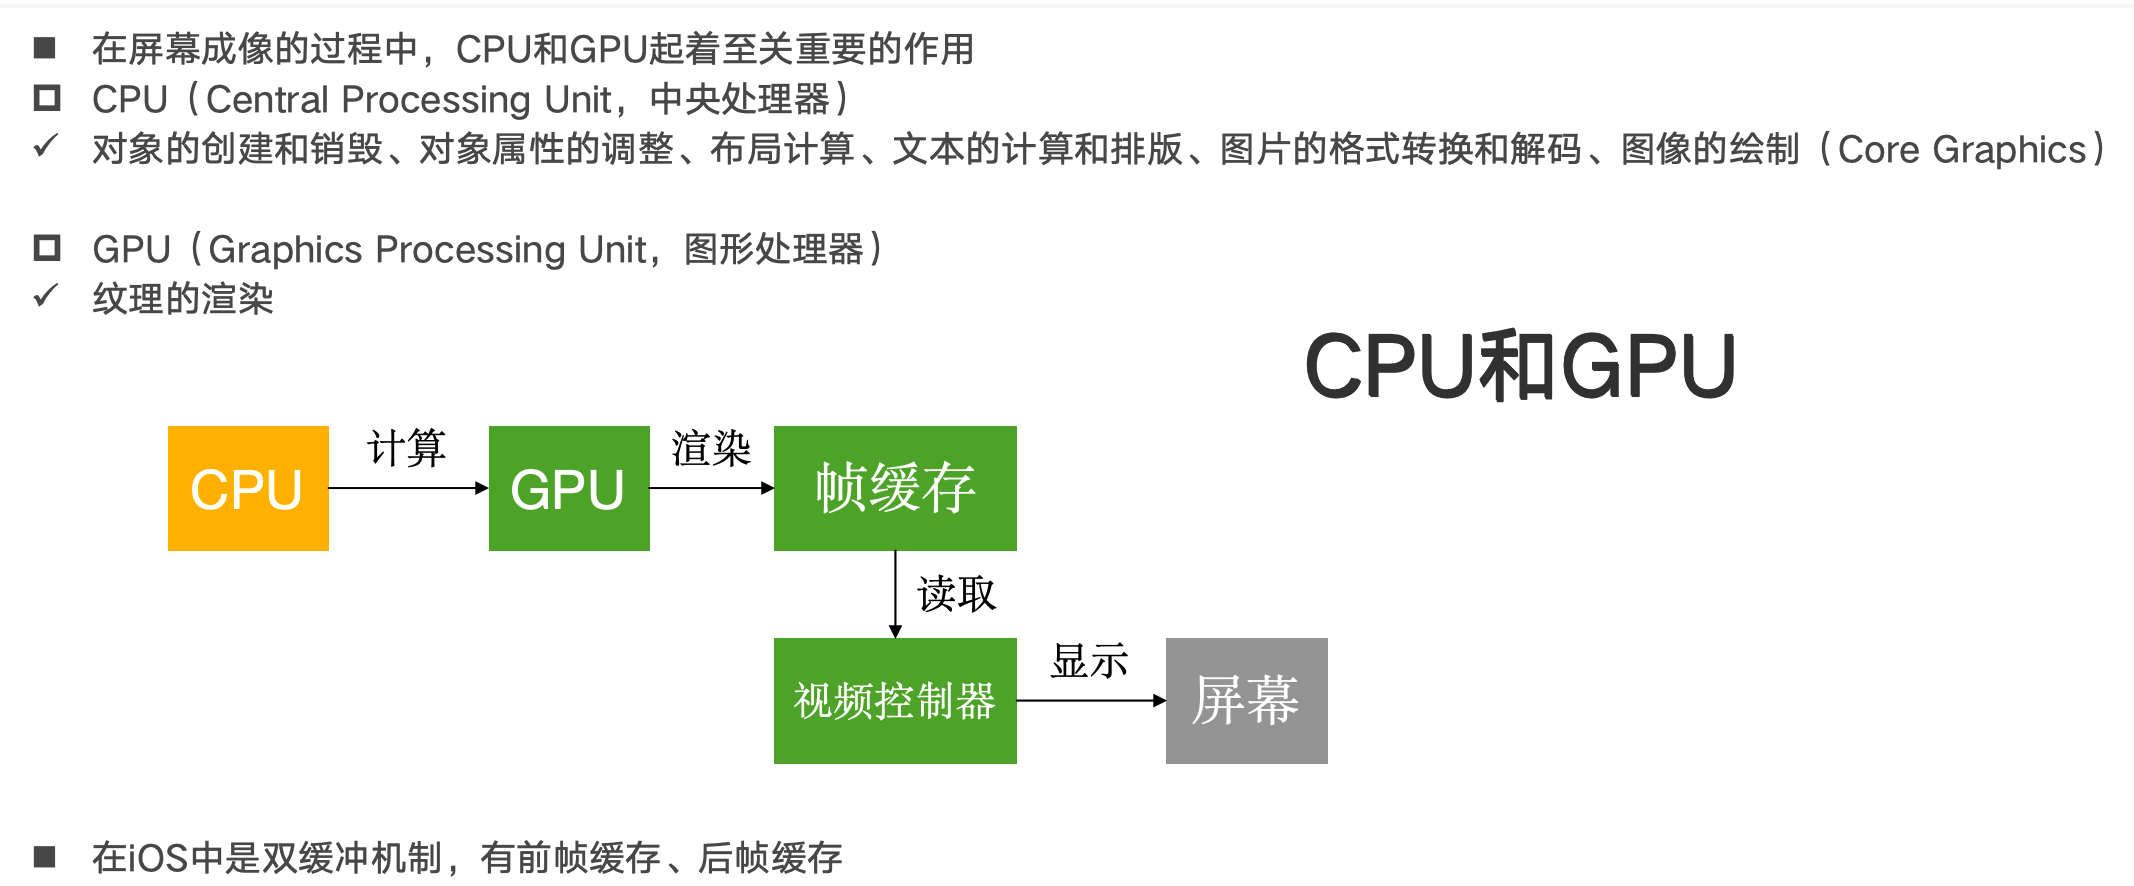 在屏幕成像的过程中，CPU和GPU起着至关重要的作用
CPU（Central Processing Unit，中央处理器）
对象的创建和销毁、对象属性的调整、布局计算、文本的计算和排版、图片的格式转换和解码、图像的绘制（Core Graphics）
GPU（Graphics Processing Unit，图形处理器）
纹理的渲染
CPU和GPU
CPU
计算
GPU
渲染
帧缓存
读取
视频控制器
显示
屏幕
在iOS中是双缓冲机制，有前帧缓存、后帧缓存